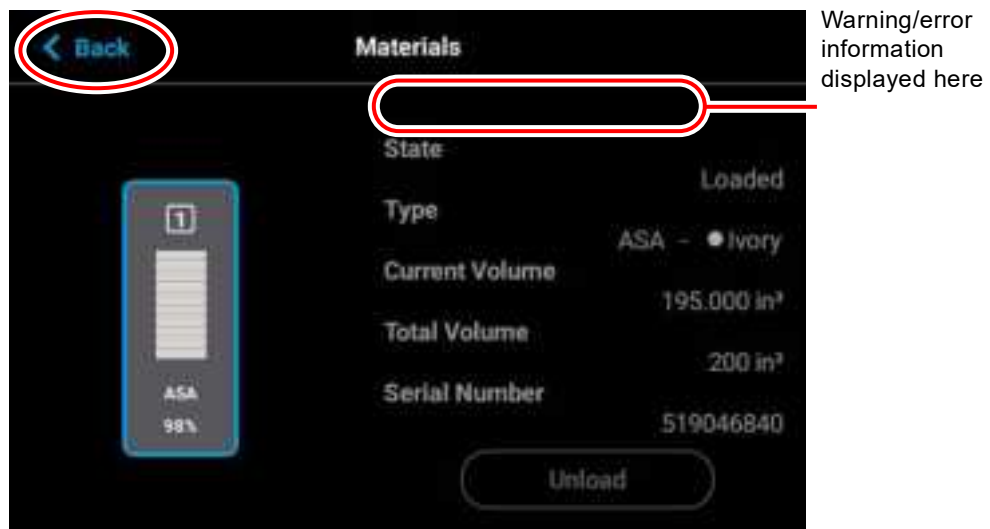 Back
Materials
Warning/error
information
displayed here
State
Loaded
Type
ASA - Ivory
Current Volume
195.000 in³
Total Volume
200 in³
Serial Number
519046840
Unload
1
ASA
98%